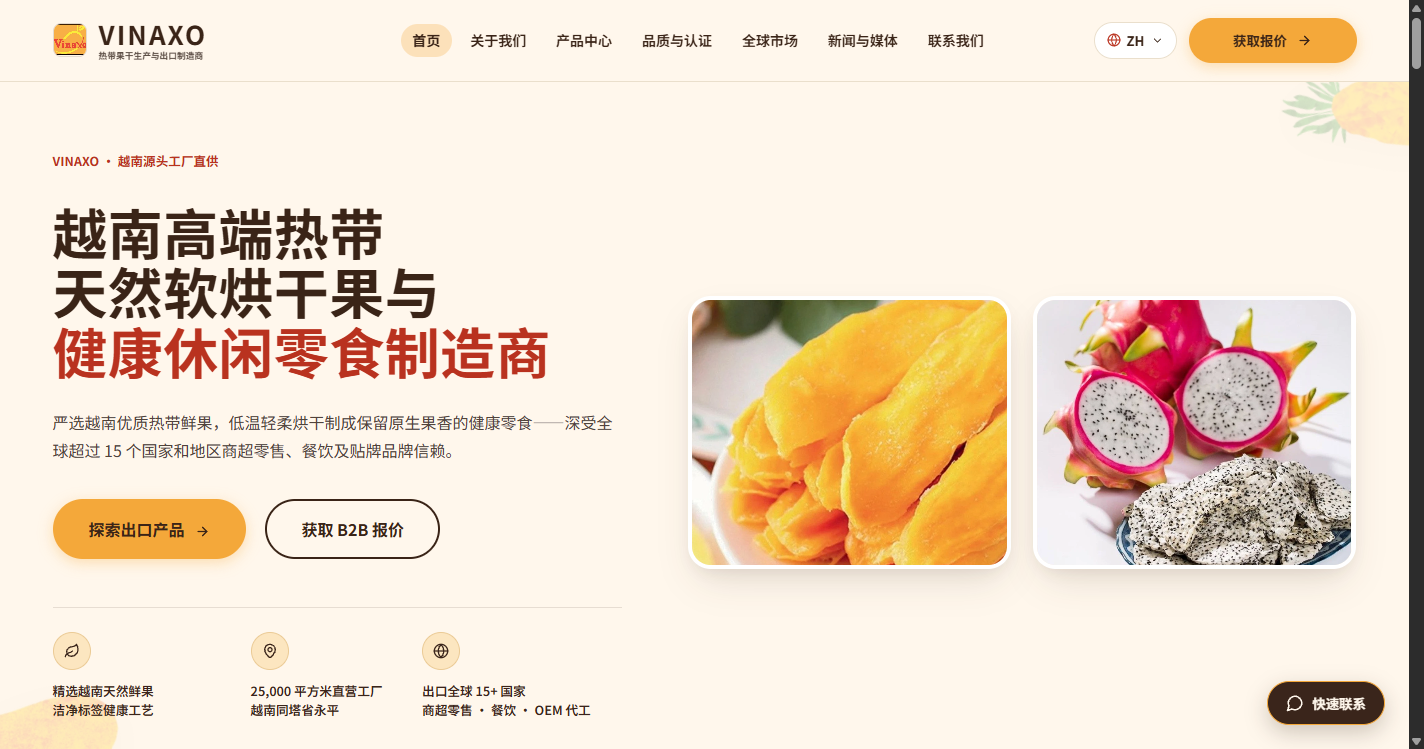 Vinaxo
VINAXO
热带果干生产与出口制造商
首页
关于我们
产品中心
品质与认证
全球市场
新闻与媒体
联系我们
ZH
获取报价 →
VINAXO • 越南源头工厂直供
越南高端热带
天然软烘干果与
健康休闲零食制造商
严选越南优质热带鲜果，低温轻柔烘干制成保留原生果香的健康零食——深受全
球超过 15 个国家和地区商超零售、餐饮及贴牌品牌信赖。
探索出口产品 →
获取 B2B 报价
精选越南天然鲜果
洁净标签健康工艺
25,000 平方米直营工厂
越南同塔省永平
出口全球 15+ 国家
商超零售 • 餐饮 • OEM 代工
快速联系